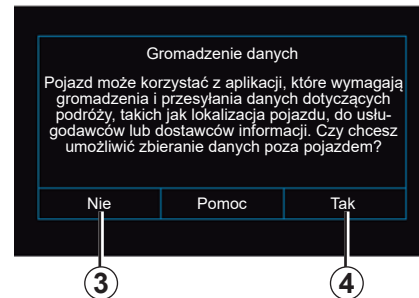 Gromadzenie danych
Pojazd może korzystać z aplikacji, które wymagają
gromadzenia i przesyłania danych dotyczących
podróży, takich jak lokalizacja pojazdu, do usłu-
godawców lub dostawców informacji. Czy chcesz
umożliwić zbieranie danych poza pojazdem?
Nie Pomoc Tak
3 4